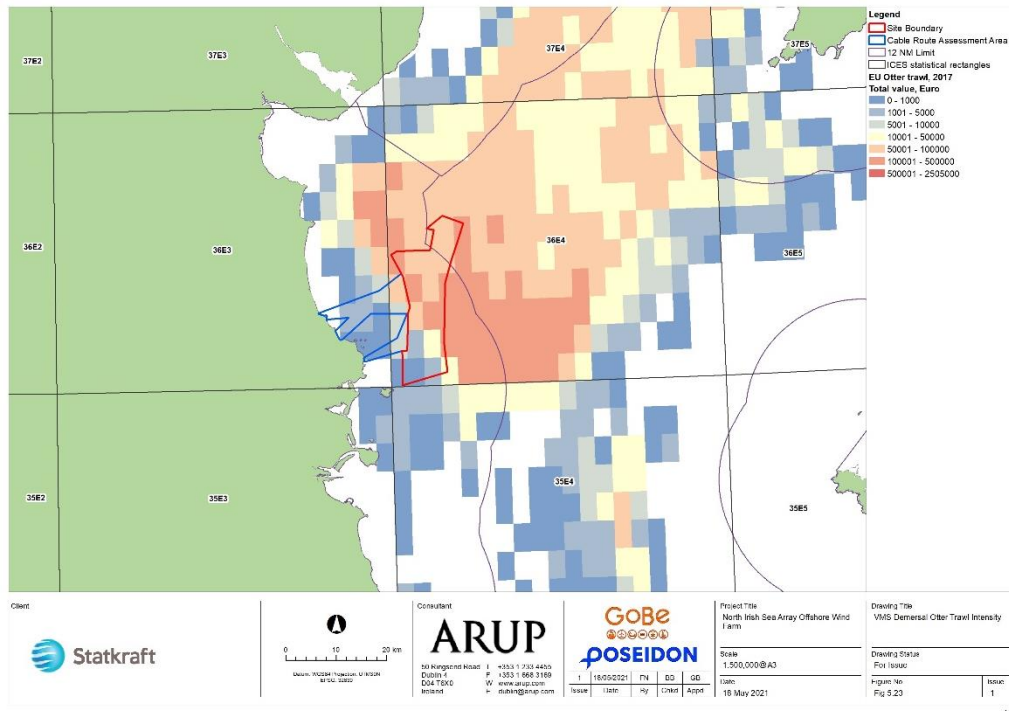 37E2
37E3
37E4
37E5
36E2
36E3
36E4
36E5
35E2
35E3
35E4
35E5
Legend
Site Boundary
Cable Route Assessment Area
12 NM Limit
ICES statistical rectangles
EU Otter trawl, 2017
Total value, Euro
0 - 1000
1001 - 5000
5001 - 10000
10001 - 50000
50001 - 100000
100001 - 500000
500001 - 2505000
Client
Statkraft
0 10 20 km
Consultant
ARUP
50 Ringsend Road T +353 1 233 4455
Dublin 4
D04 T6X0 W www.arup.com
Ireland E dublin@arup.com
GoBe
POSEIDON
1 18/05/2021 FN BD GB
Issue Date By Chkd Appd
Project Title
North Irish Sea Array Offshore Wind
Farm
Scale
1:500,000@A3
Date
18 May 2021
Drawing Title
VMS Demersal Otter Trawl Intensity
Drawing Status
For Issue
Figure No
Fig 5.23
Issue
1